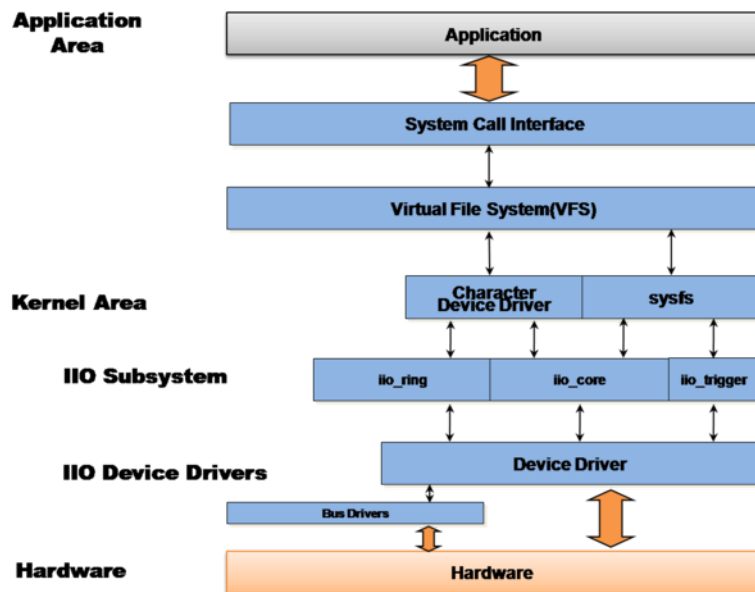 Application
Area
Application
System Call Interface
Virtual File System(VFS)
Kernel Area
Character
Device Driver
sysfs
IIO Subsystem
iio_ring
iio_core
iio_trigger
IIO Device Drivers
Device Driver
Bus Drivers
Hardware
Hardware